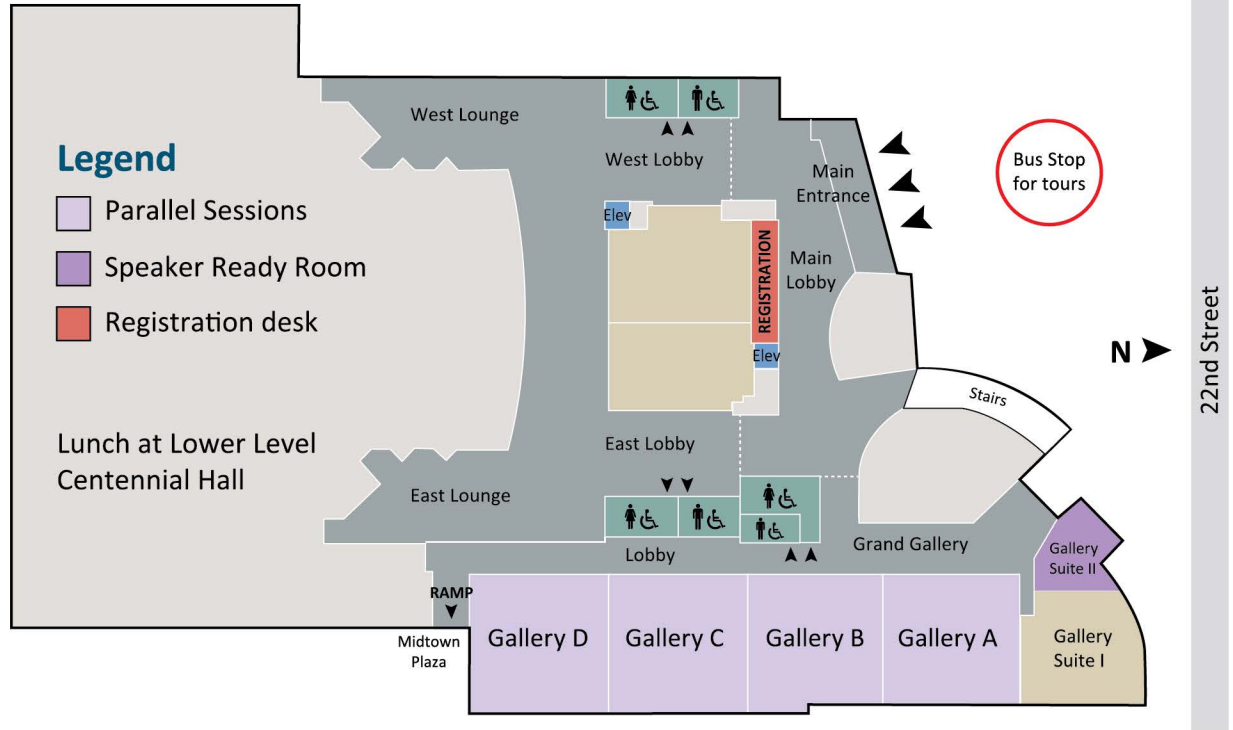 West Lounge
West Lobby
Main
Entrance
Bus Stop
for tours
Legend
Parallel Sessions
Speaker Ready Room
Registration desk
Elev
REGISTRATION
Main
Lobby
Elev
N
22nd Street
Stairs
Lunch at Lower Level
Centennial Hall
East Lobby
East Lounge
Lobby
Grand Gallery
Gallery
Suite II
RAMP
Midtown
Plaza
Gallery D
Gallery C
Gallery B
Gallery A
Gallery
Suite I